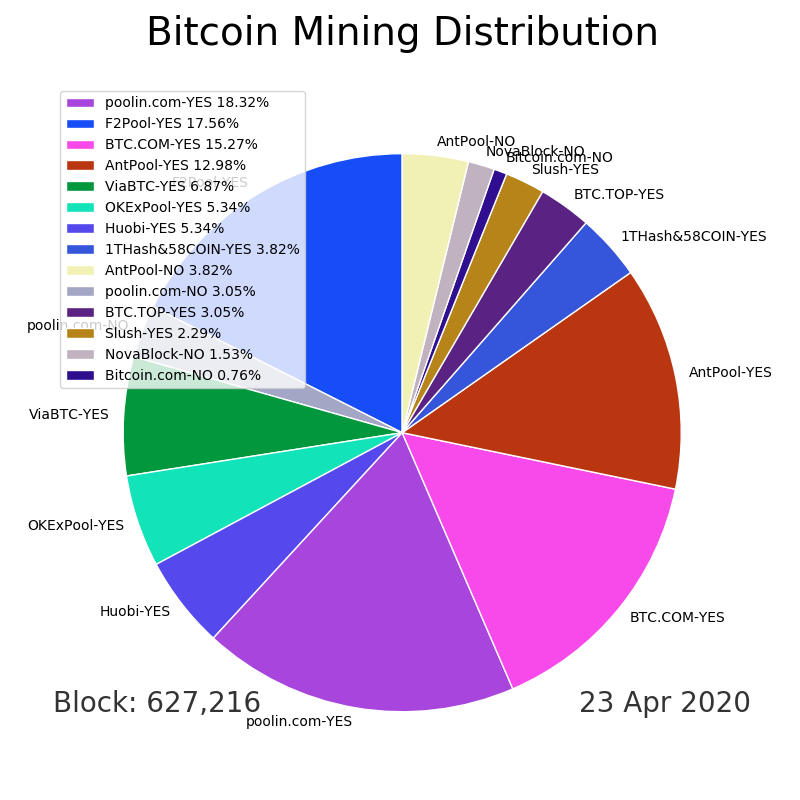 Bitcoin Mining Distribution
poolin.com-YES 18.32%
F2Pool-YES 17.56%
BTC.COM-YES 15.27%
AntPool-YES 12.98%
ViaBTC-YES 6.87%
OKExPool-YES 5.34%
Huobi-YES 5.34%
1THash&58COIN-YES 3.82%
AntPool-NO 3.82%
poolin.com-NO 3.05%
BTC.TOP-YES 3.05%
Slush-YES 2.29%
NovaBlock-NO 1.53%
Bitcoin.com-NO 0.76%
AntPool-NO
NovaBlock-NO
Bitcoin.com-NO
Slush-YES
BTC.TOP-YES
1THash&58COIN-YES
AntPool-YES
BTC.COM-YES
poolin.com-YES
Huobi-YES
OKExPool-YES
ViaBTC-YES
poolin.com-NO
F2Pool-YES
Block: 627,216
23 Apr 2020